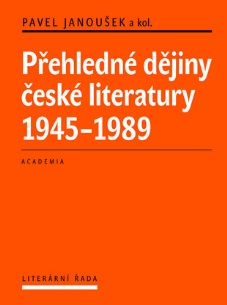 PAVEL JANOUŠEK a kol.
Přehledné dějiny
české literatury
1945–1989
ACADEMIA
LITERÁRNÍ ŘADA